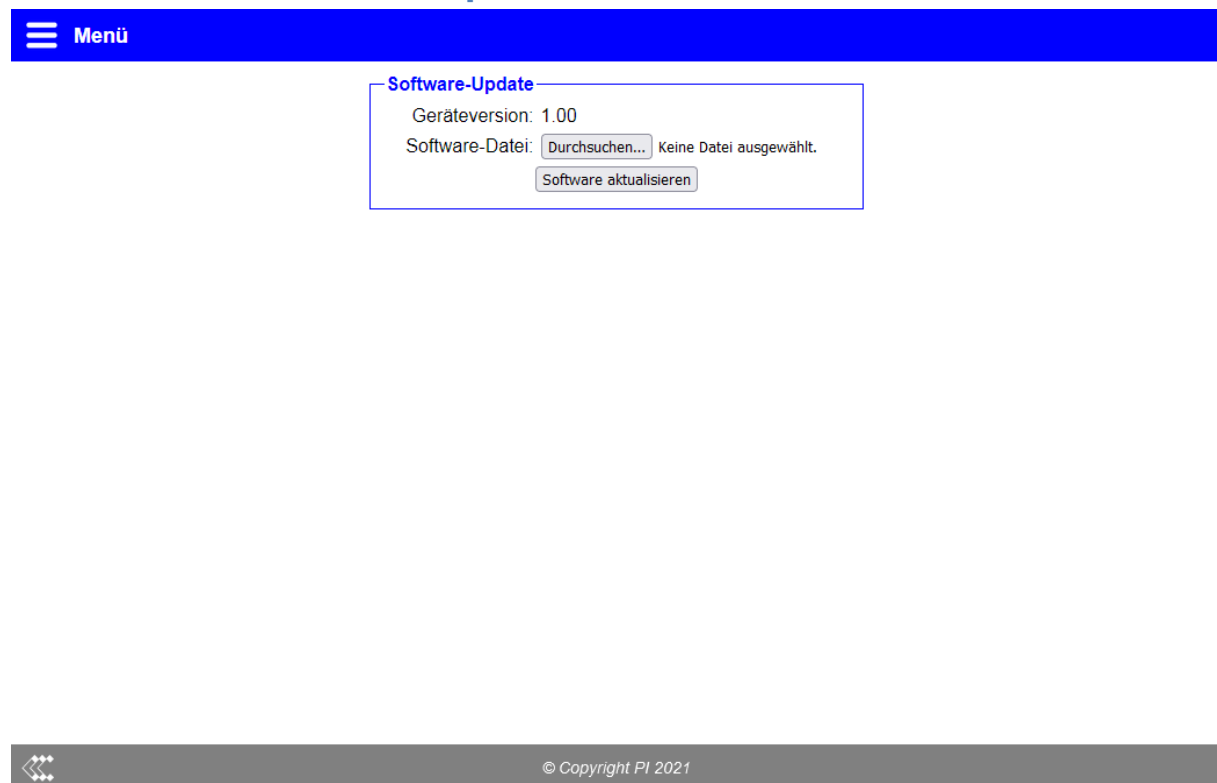 Menü
Software-Update
Geräteversion: 1.00
Software-Datei: Durchsuchen... Keine Datei ausgewählt.
Software aktualisieren
© Copyright PI 2021